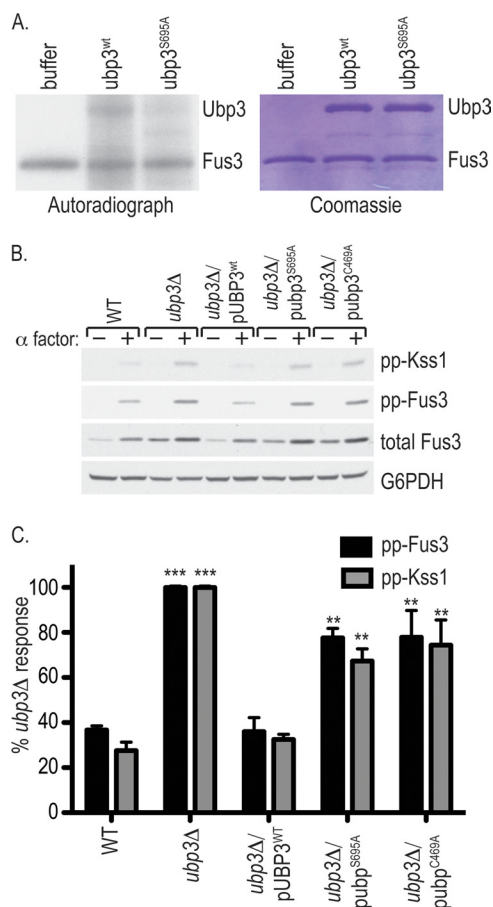 A.
buffer
ubp3wt
ubp3S695A
buffer
ubp3wt
ubp3S695A
Ubp3
Fus3
Ubp3
Fus3
Autoradiograph
Coomassie
B.
WT
ubp3Δ
ubp3Δ/
pUBP3wt
ubp3Δ/
pubp3S695A
ubp3Δ/
pubp3C469A
α factor: – + – + – + – + – +
pp-Kss1
pp-Fus3
total Fus3
G6PDH
C.
pp-Fus3
pp-Kss1
% ubp3Δ response
100
80
60
40
20
0
*** ***
** **
** **
WT
ubp3Δ
ubp3Δ/
pUBP3WT
ubp3Δ/
pubpS695A
ubp3Δ/
pubpC469A